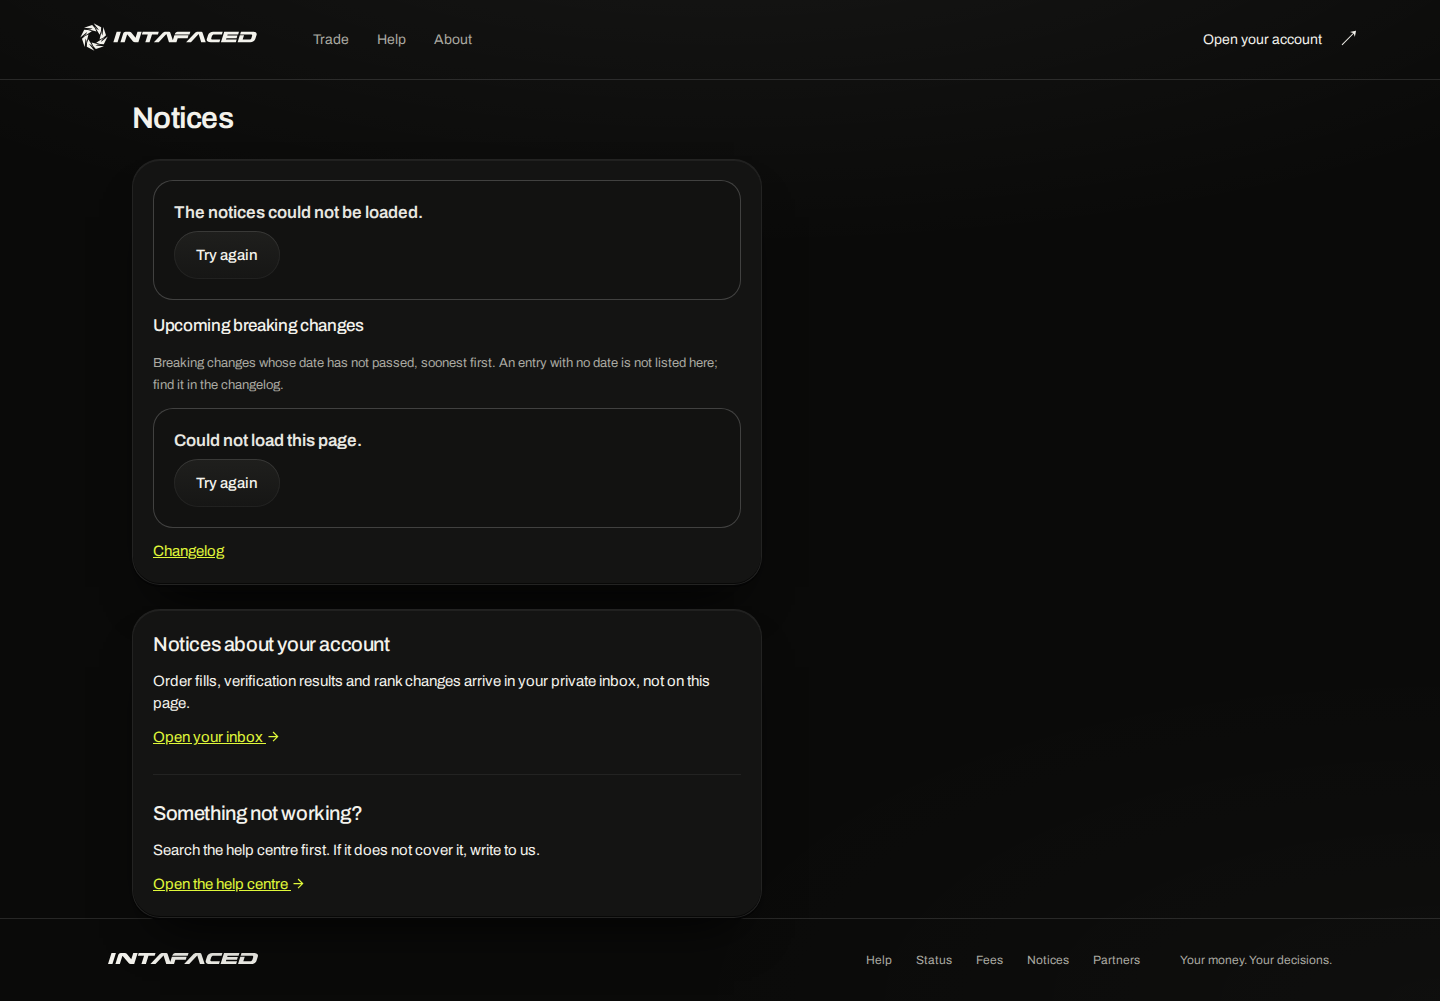 INTAFACED
Trade
Help
About
Open your account
Notices
The notices could not be loaded.
Try again
Upcoming breaking changes
Breaking changes whose date has not passed, soonest first. An entry with no date is not listed here;
find it in the changelog.
Could not load this page.
Try again
Changelog
Notices about your account
Order fills, verification results and rank changes arrive in your private inbox, not on this
page.
Open your inbox →
Something not working?
Search the help centre first. If it does not cover it, write to us.
Open the help centre →
INTAFACED
Help
Status
Fees
Notices
Partners
Your money. Your decisions.